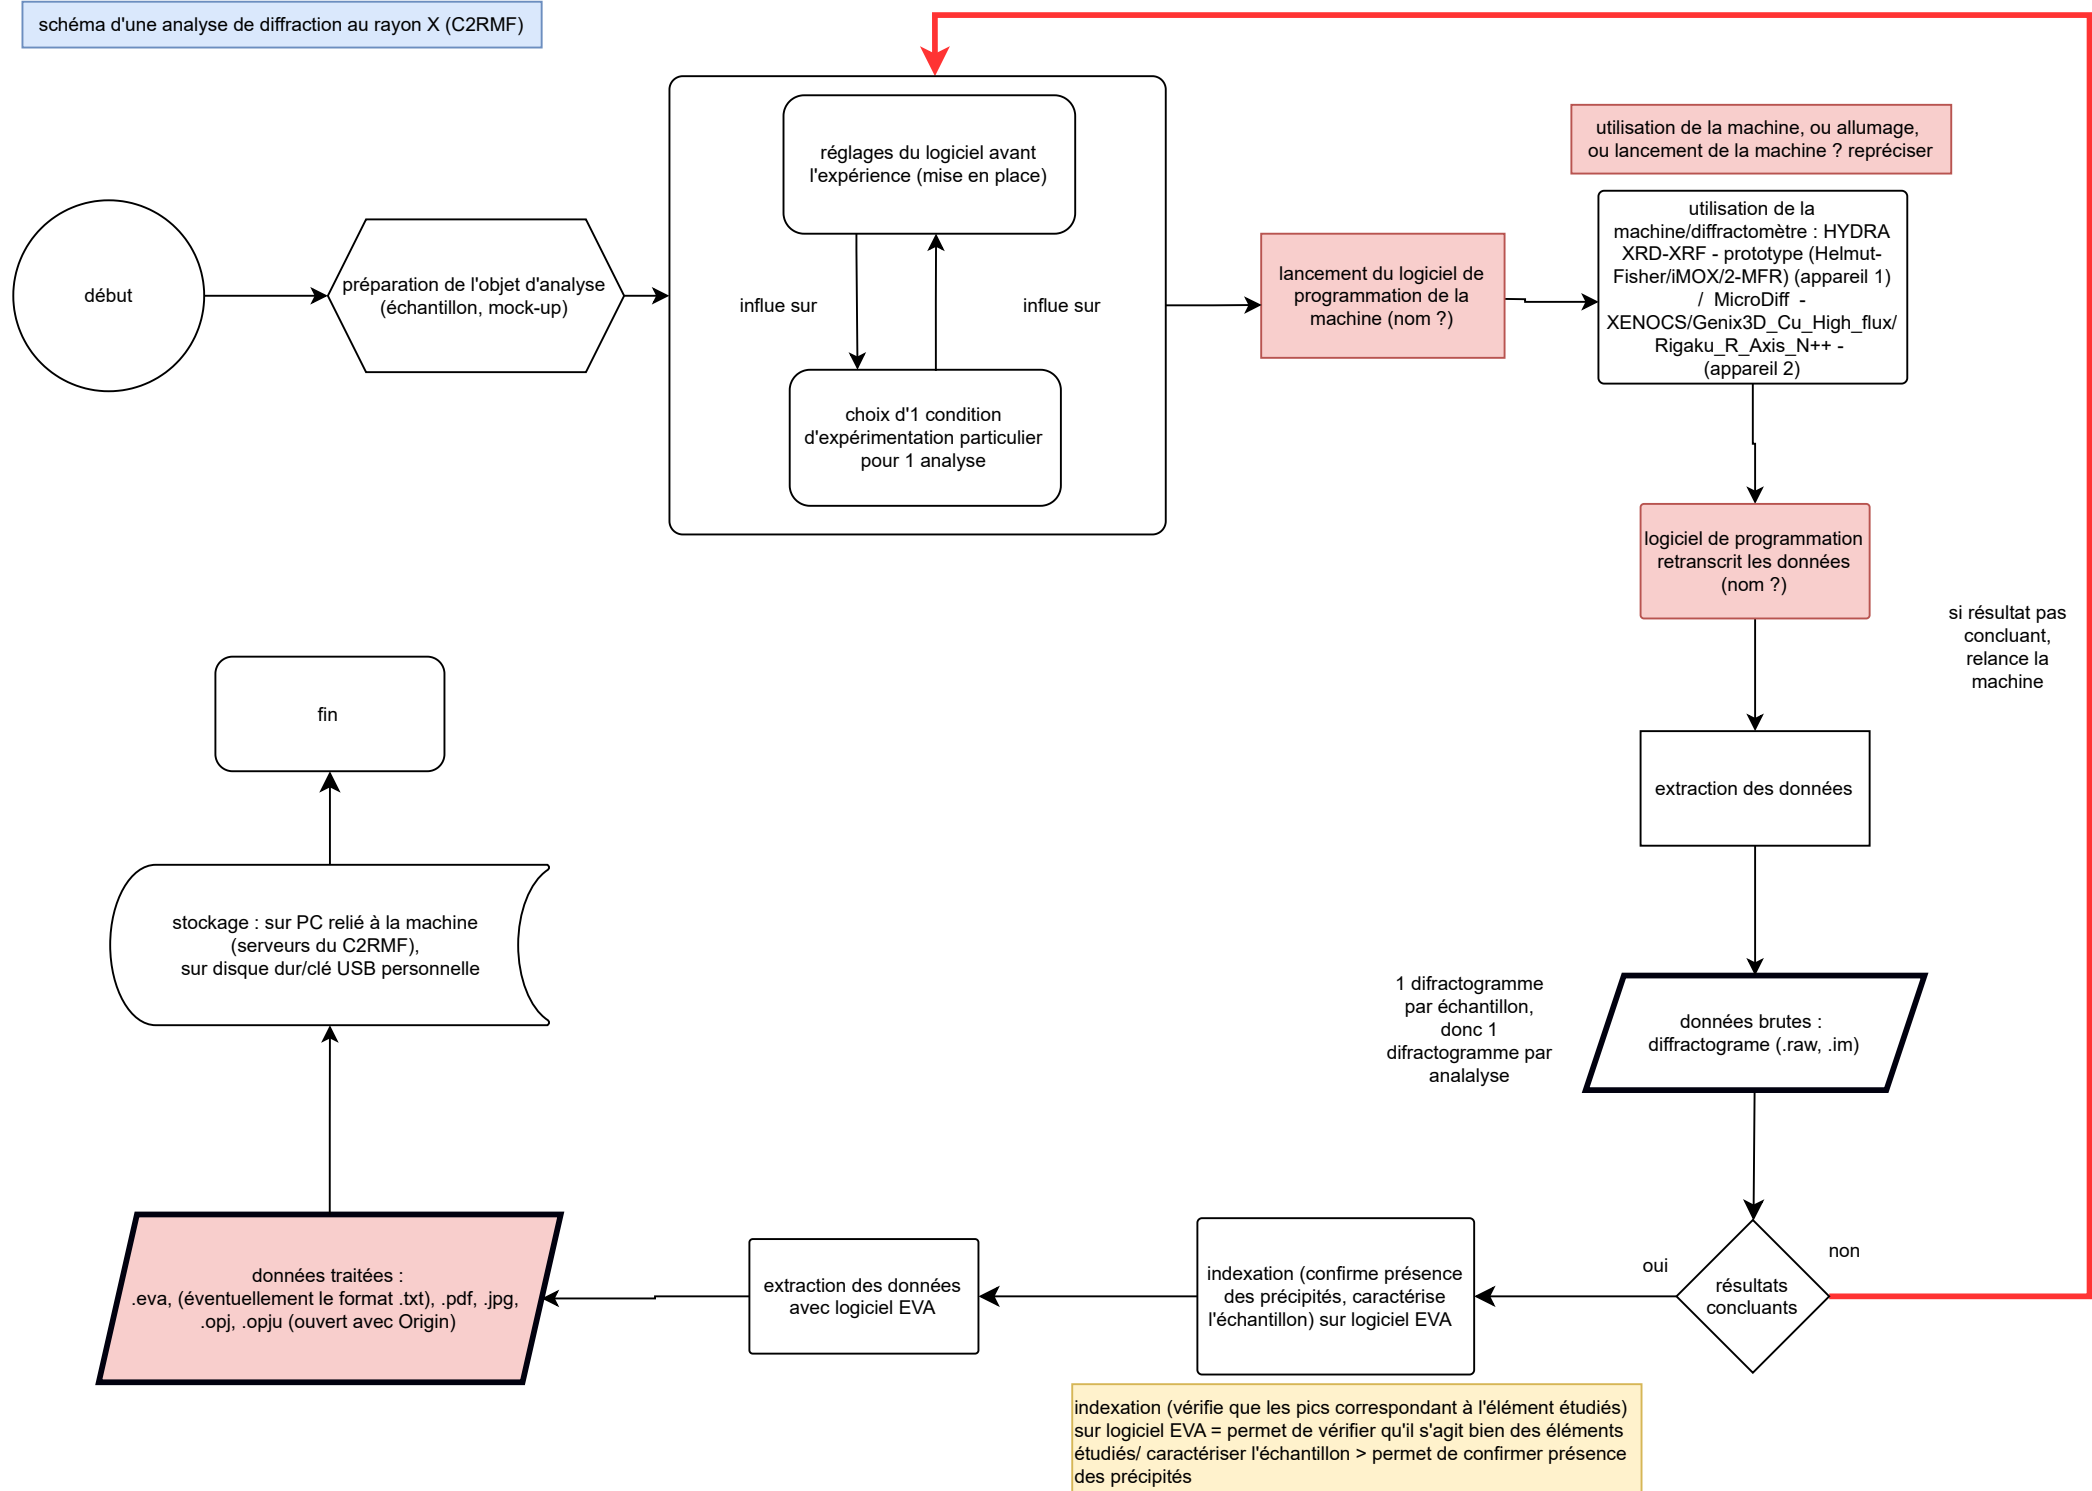 schéma d'une analyse de diffraction au rayon X (C2RMF)
début
préparation de l'objet d'analyse
(échantillon, mock-up)
réglages du logiciel avant
l'expérience (mise en place)
influe sur
influe sur
choix d'1 condition
d'expérimentation particulier
pour 1 analyse
lancement du logiciel de
programmation de la
machine (nom ?)
utilisation de la machine, ou allumage,
ou lancement de la machine ? repréciser
utilisation de la
machine/diffractomètre : HYDRA
XRD-XRF - prototype (Helmut-
Fisher/iMOX/2-MFR) (appareil 1)
/ MicroDiff -
XENOCS/Genix3D_Cu_High_flux/
Rigaku_R_Axis_N++ -
(appareil 2)
logiciel de programmation
retranscrit les données
(nom ?)
si résultat pas
concluant,
relance la
machine
extraction des données
1 difractogramme
par échantillon,
donc 1
difractogramme par
analalyse
données brutes :
diffractograme (.raw, .im)
résultats
concluants
non
oui
indexation (confirme présence
des précipités, caractérise
l'échantillon) sur logiciel EVA
indexation (vérifie que les pics correspondant à l'élément étudiés)
sur logiciel EVA = permet de vérifier qu'il s'agit bien des éléments
étudiés/ caractériser l'échantillon > permet de confirmer présence
des précipités
extraction des données
avec logiciel EVA
données traitées :
.eva, (éventuellement le format .txt), .pdf, .jpg,
.opj, .opju (ouvert avec Origin)
stockage : sur PC relié à la machine
(serveurs du C2RMF),
sur disque dur/clé USB personnelle
fin